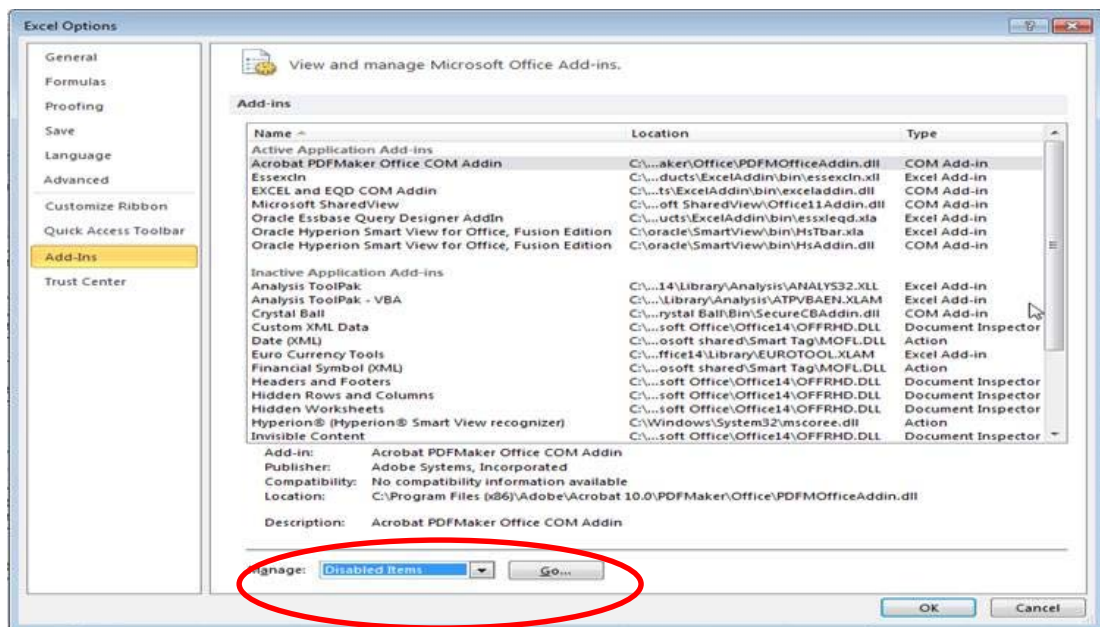 Excel Options
General
Formulas
Proofing
Save
Language
Advanced
Customize Ribbon
Quick Access Toolbar
Add-Ins
Trust Center
View and manage Microsoft Office Add-ins.
Add-ins
Name Location Type
Active Application Add-ins
Acrobat PDFMaker Office COM Addin C:\...aker\Office\PDFMOfficeAddin.dll COM Add-in
Essexcln C:\...ducts\ExcelAddin\bin\essexcln.xll Excel Add-in
EXCEL and EQD COM Addin C:\...ts\ExcelAddin\bin\exceladdin.dll COM Add-in
Microsoft SharedView C:\...oft SharedView\Office11Addin.dll COM Add-in
Oracle Essbase Query Designer AddIn C:\...ucts\ExcelAddin\bin\essxleqd.xla Excel Add-in
Oracle Hyperion Smart View for Office, Fusion Edition C:\oracle\SmartView\bin\HsTbar.xla Excel Add-in
Oracle Hyperion Smart View for Office, Fusion Edition C:\oracle\SmartView\bin\HsAddin.dll COM Add-in
Inactive Application Add-ins
Analysis ToolPak C:\...14\Library\Analysis\ANALYS32.XLL Excel Add-in
Analysis ToolPak - VBA C:\...\Library\Analysis\ATPVBAEN.XLAM Excel Add-in
Crystal Ball C:\...rystal Ball\Bin\SecureCBAddin.dll COM Add-in
Custom XML Data C:\...soft Office\Office14\OFFRHD.DLL Document Inspector
Date (XML) C:\...osoft shared\Smart Tag\MOFL.DLL Action
Euro Currency Tools C:\...ffice14\Library\EUROTOOL.XLAM Excel Add-in
Financial Symbol (XML) C:\...osoft shared\Smart Tag\MOFL.DLL Action
Headers and Footers C:\...soft Office\Office14\OFFRHD.DLL Document Inspector
Hidden Rows and Columns C:\...soft Office\Office14\OFFRHD.DLL Document Inspector
Hidden Worksheets C:\...soft Office\Office14\OFFRHD.DLL Document Inspector
Hyperion® (Hyperion® Smart View recognizer) C:\Windows\System32\mscoree.dll Action
Invisible Content C:\...soft Office\Office14\OFFRHD.DLL Document Inspector
Add-in: Acrobat PDFMaker Office COM Addin
Publisher: Adobe Systems, Incorporated
Compatibility: No compatibility information available
Location: C:\Program Files (x86)\Adobe\Acrobat 10.0\PDFMaker\Office\PDFMOfficeAddin.dll
Description: Acrobat PDFMaker Office COM Addin
Manage: Disabled Items Go...
OK Cancel